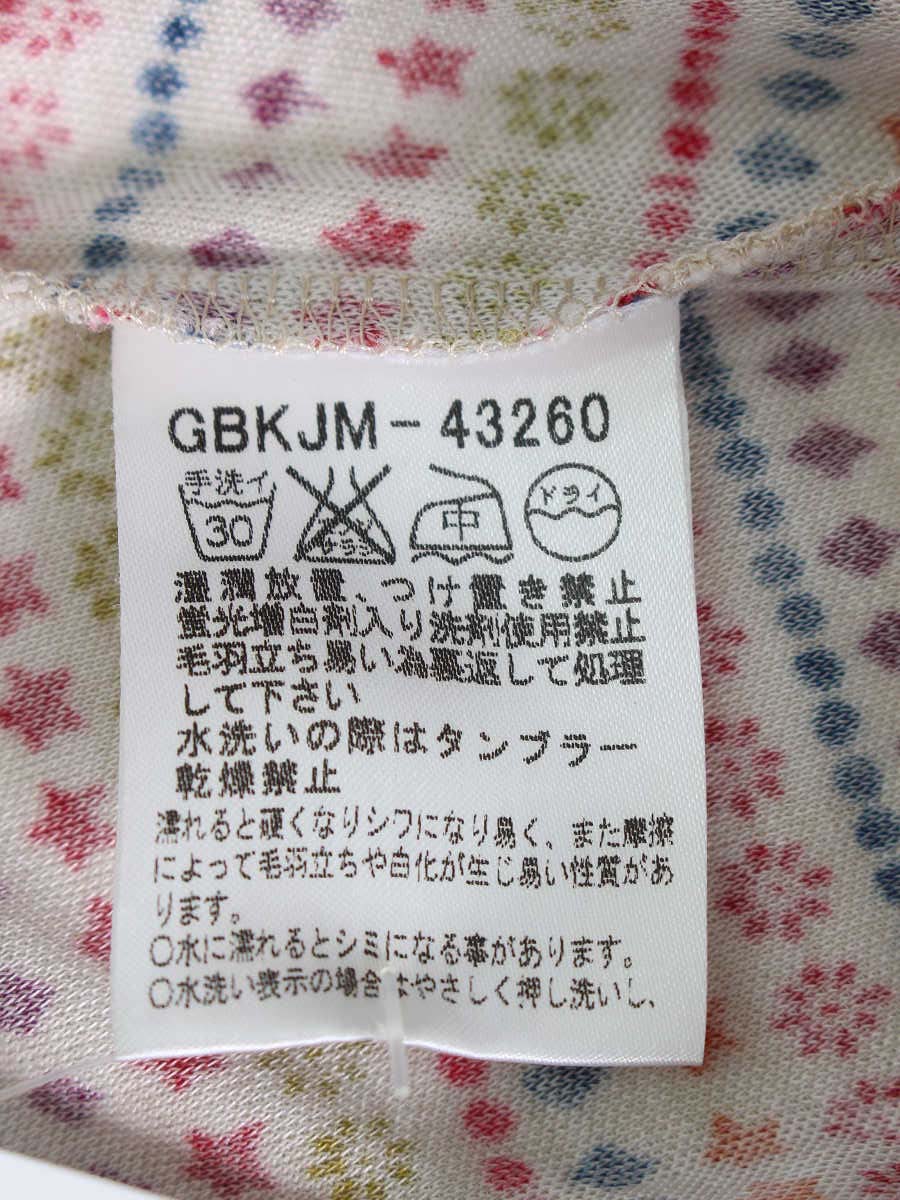 GBKJM-43260
手洗イ
30
エンソ
サラシ
中
ドライ
湿潤放置、つけ置き禁止
蛍光増白剤入り洗剤使用禁止
毛羽立ち易い為裏返して処理
して下さい
水洗いの際はタンブラー
乾燥禁止
濡れると硬くなりシワになり易く、また摩擦
によって毛羽立ちや白化が生じ易い性質があ
ります。
○水に濡れるとシミになる事があります。
○水洗い表示の場合はやさしく押し洗いし、